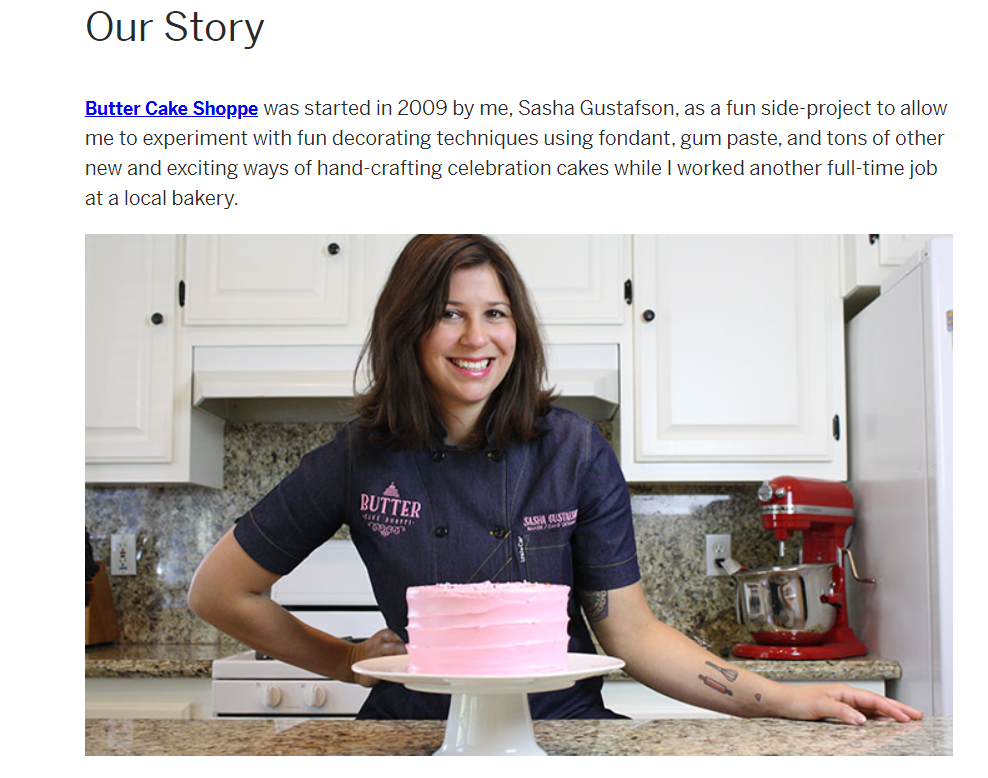 Our Story
Butter Cake Shoppe was started in 2009 by me, Sasha Gustafson, as a fun side-project to allow
me to experiment with fun decorating techniques using fondant, gum paste, and tons of other
new and exciting ways of hand-crafting celebration cakes while I worked another full-time job
at a local bakery.
BUTTER
CAKE SHOPPE
SASHA GUSTAFSON